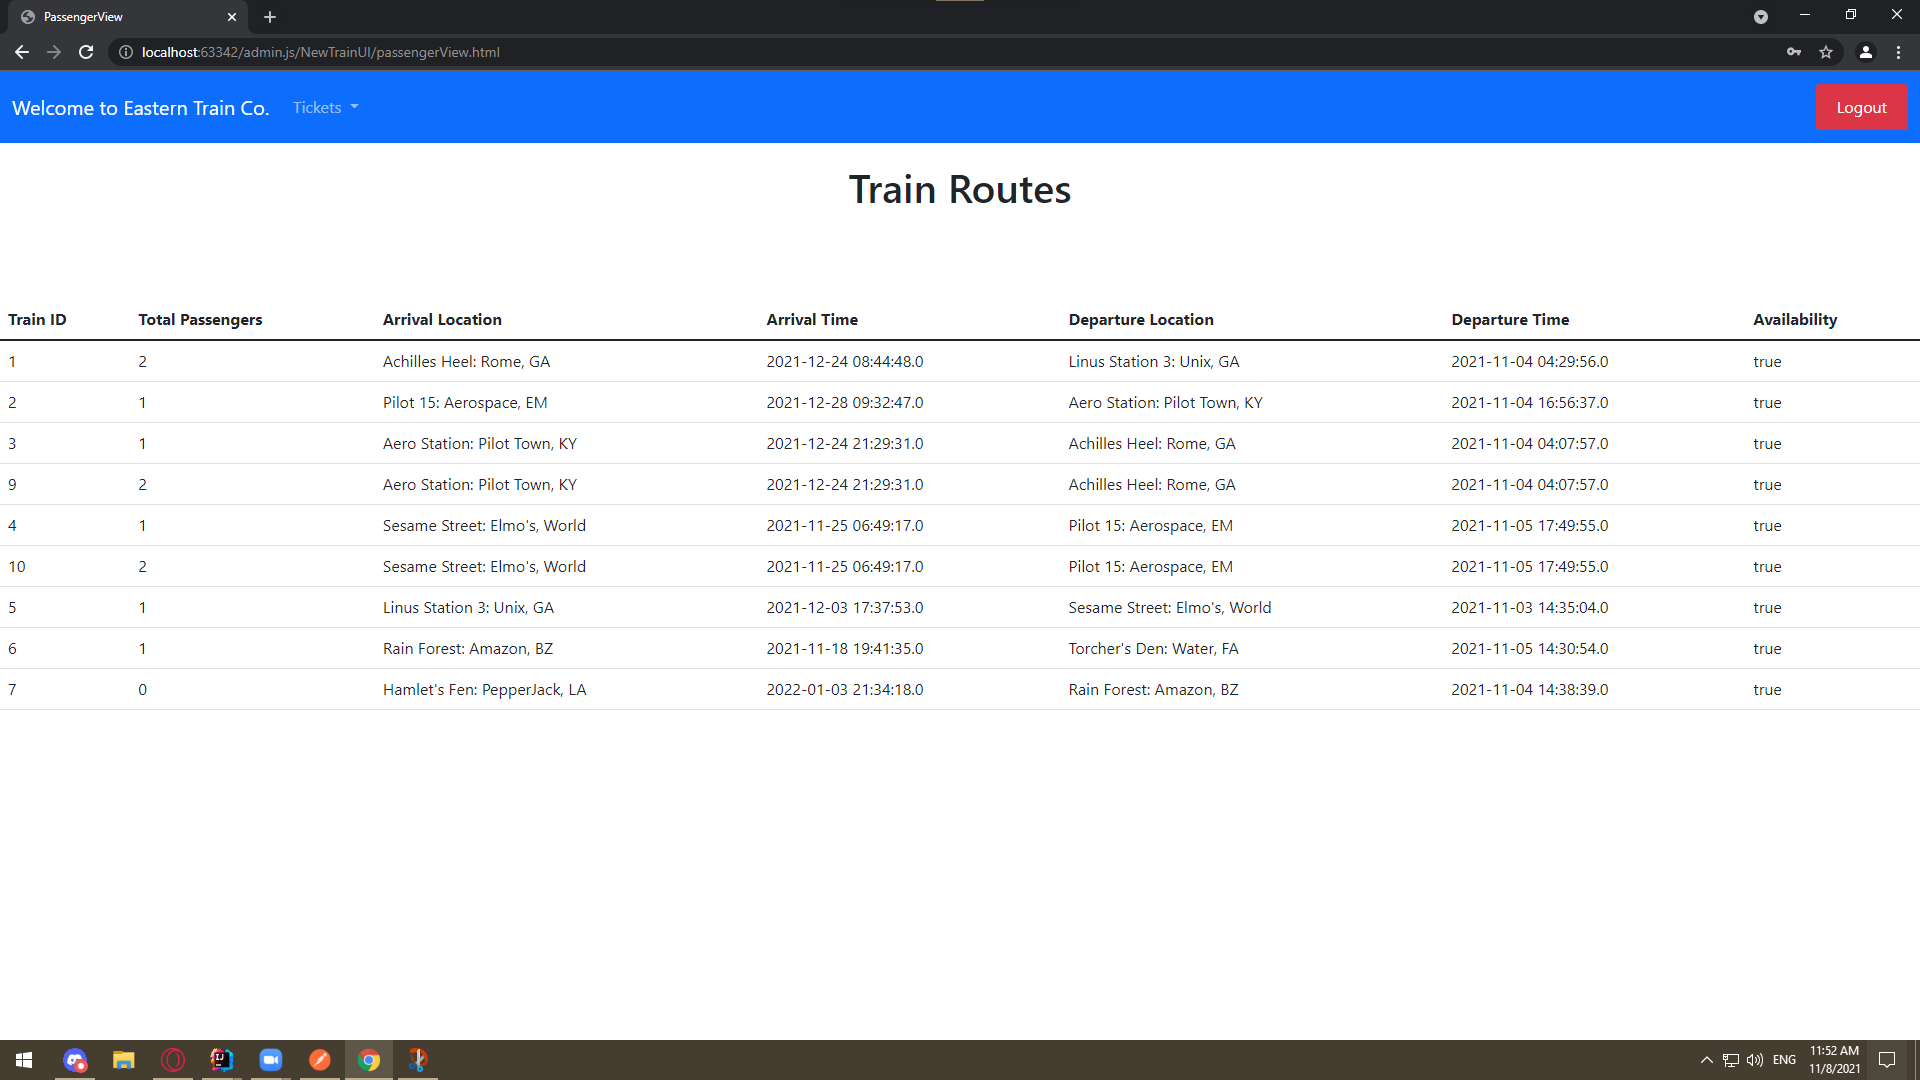 PassengerView
localhost:63342/admin.js/NewTrainUI/passengerView.html
Welcome to Eastern Train Co. Tickets Logout
Train Routes
Train ID Total Passengers Arrival Location Arrival Time Departure Location Departure Time Availability
1 2 Achilles Heel: Rome, GA 2021-12-24 08:44:48.0 Linus Station 3: Unix, GA 2021-11-04 04:29:56.0 true
2 1 Pilot 15: Aerospace, EM 2021-12-28 09:32:47.0 Aero Station: Pilot Town, KY 2021-11-04 16:56:37.0 true
3 1 Aero Station: Pilot Town, KY 2021-12-24 21:29:31.0 Achilles Heel: Rome, GA 2021-11-04 04:07:57.0 true
9 2 Aero Station: Pilot Town, KY 2021-12-24 21:29:31.0 Achilles Heel: Rome, GA 2021-11-04 04:07:57.0 true
4 1 Sesame Street: Elmo's, World 2021-11-25 06:49:17.0 Pilot 15: Aerospace, EM 2021-11-05 17:49:55.0 true
10 2 Sesame Street: Elmo's, World 2021-11-25 06:49:17.0 Pilot 15: Aerospace, EM 2021-11-05 17:49:55.0 true
5 1 Linus Station 3: Unix, GA 2021-12-03 17:37:53.0 Sesame Street: Elmo's, World 2021-11-03 14:35:04.0 true
6 1 Rain Forest: Amazon, BZ 2021-11-18 19:41:35.0 Torcher's Den: Water, FA 2021-11-05 14:30:54.0 true
7 0 Hamlet's Fen: PepperJack, LA 2022-01-03 21:34:18.0 Rain Forest: Amazon, BZ 2021-11-04 14:38:39.0 true
IJ
ENG
11:52 AM
11/8/2021